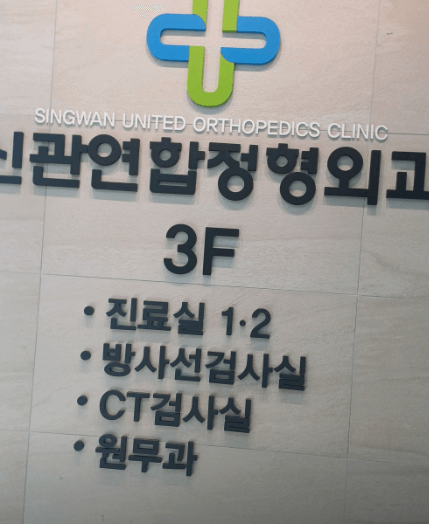 SINGWAN UNITED ORTHOPEDICS CLINIC
신관연합정형외과
3F
• 진료실 1·2
• 방사선검사실
• CT검사실
• 원무과